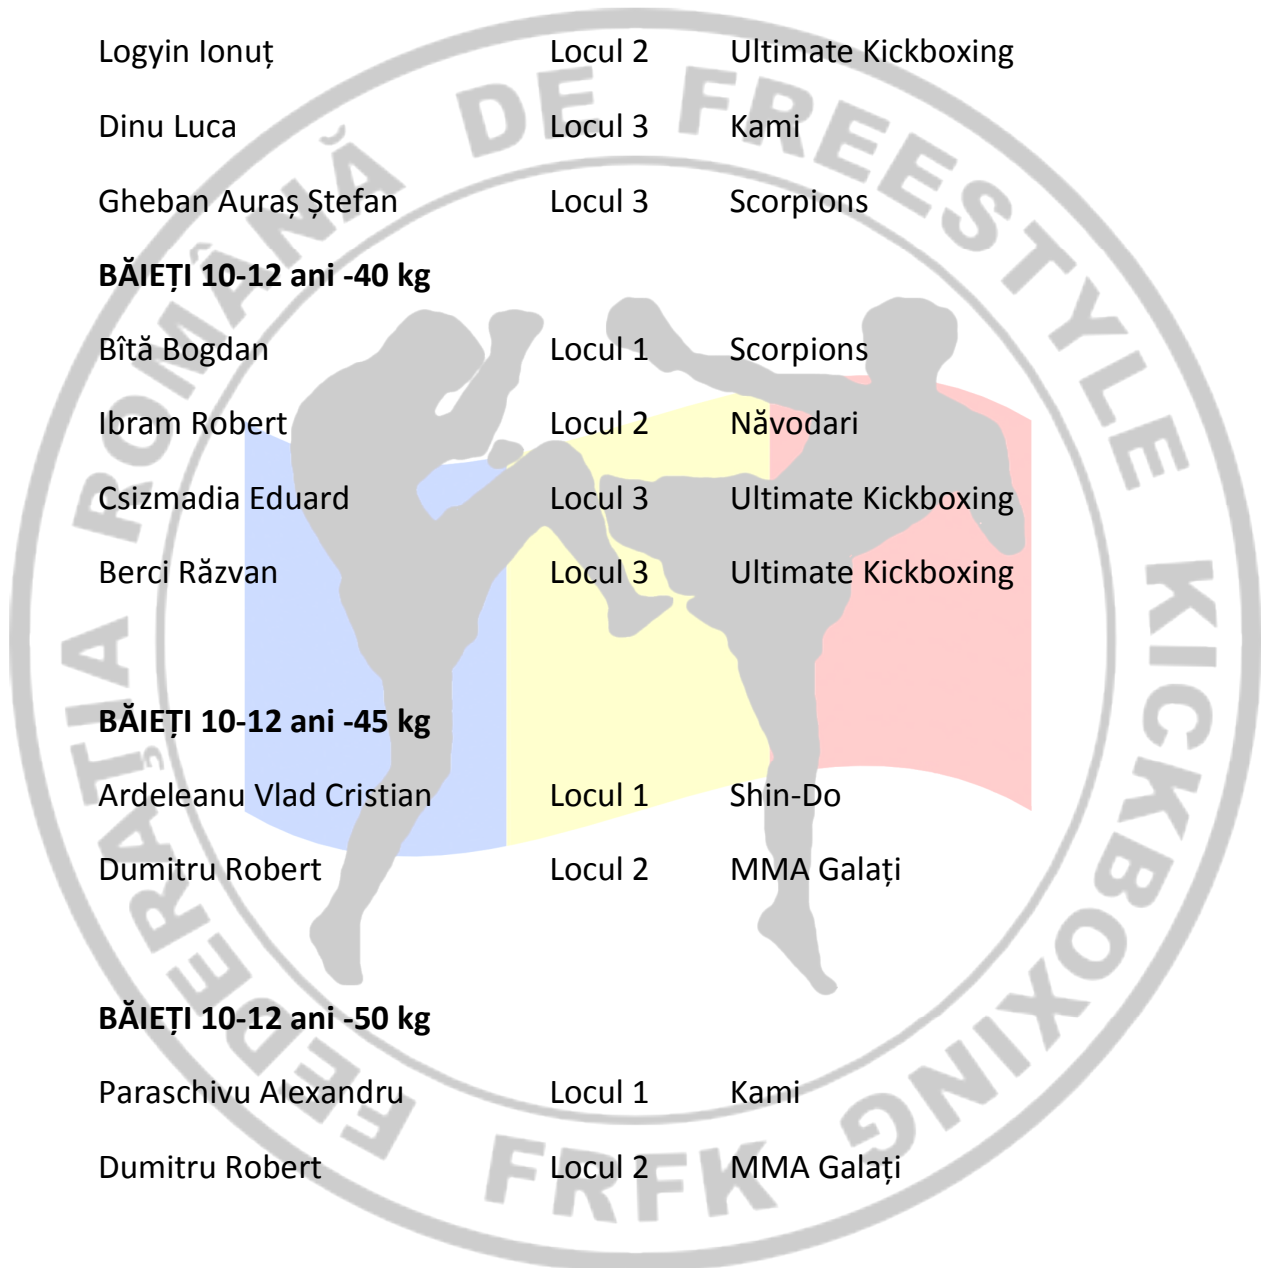 Logyin Ionuț Locul 2 Ultimate Kickboxing
Dinu Luca Locul 3 Kami
Gheban Auraș Ștefan Locul 3 Scorpions
BĂIEȚI 10-12 ani -40 kg
Bîtă Bogdan Locul 1 Scorpions
Ibram Robert Locul 2 Năvodari
Csizmadia Eduard Locul 3 Ultimate Kickboxing
Berci Răzvan Locul 3 Ultimate Kickboxing
BĂIEȚI 10-12 ani -45 kg
Ardeleanu Vlad Cristian Locul 1 Shin-Do
Dumitru Robert Locul 2 MMA Galați
BĂIEȚI 10-12 ani -50 kg
Paraschivu Alexandru Locul 1 Kami
Dumitru Robert Locul 2 MMA Galați
FEDERAȚIA ROMÂNĂ DE FREESTYLE KICKBOXING
FRFK